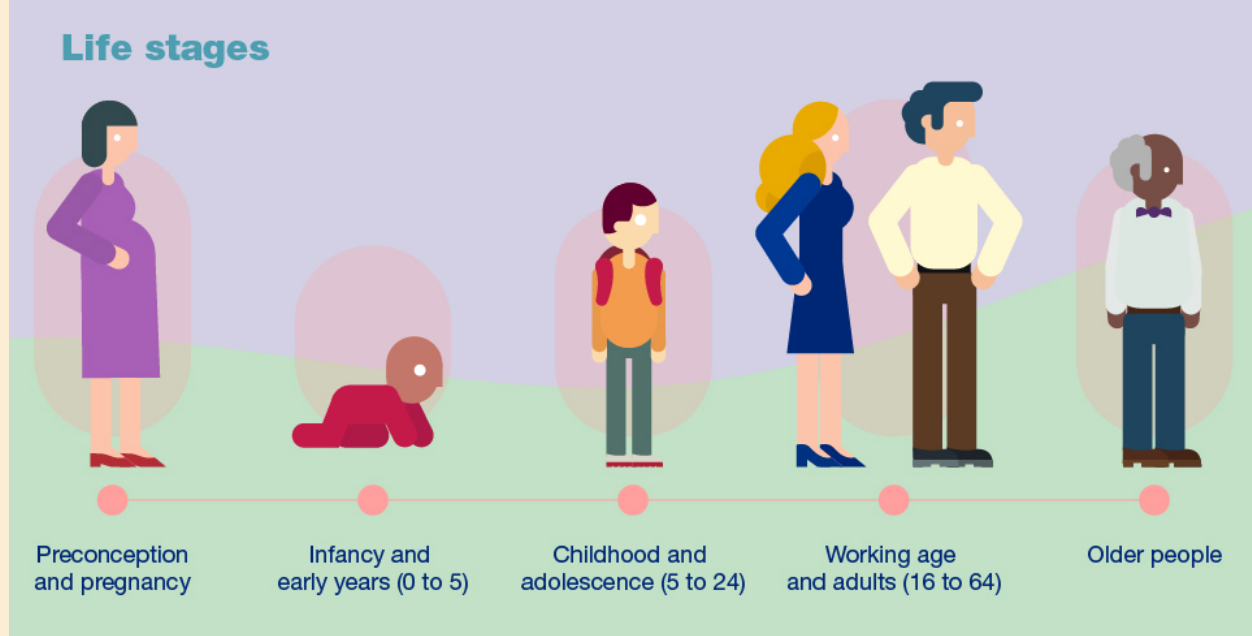 Life stages
Preconception
and pregnancy
Infancy and
early years (0 to 5)
Childhood and
adolescence (5 to 24)
Working age
and adults (16 to 64)
Older people